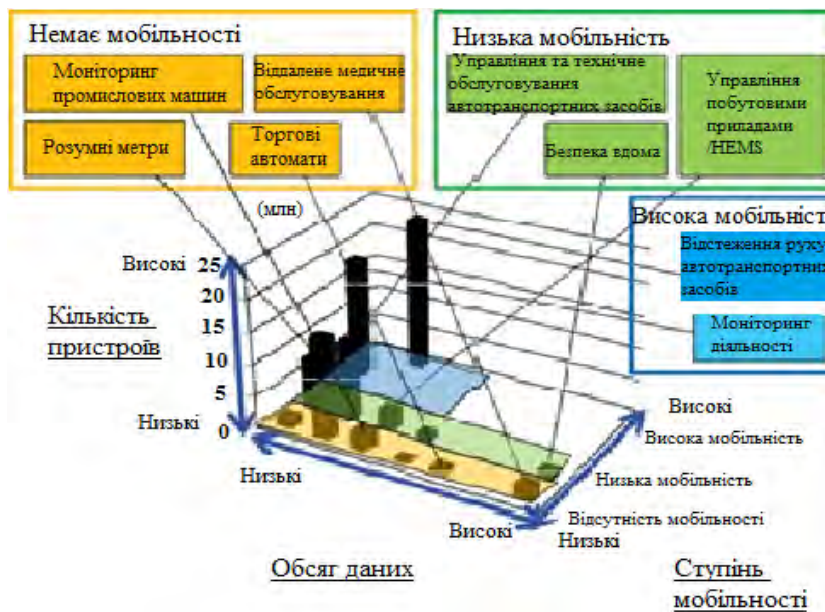 Немає мобільності
Моніторинг
промислових машин
Віддалене медичне
обслуговування
Розумні метри
Торгові
автомати
Низька мобільність
Управління та технічне
обслуговування
автотранспортних засобів
Управління
побутовими
приладами
/HEMS
Безпека вдома
Висока мобільніст
Відстеження руху
автотранспортних
засобів
Моніторинг
діяльності
(млн)
Високі
25
20
15
10
5
0
Кількість
пристроїв
Низькі
Низькі
Високі
Обсяг даних
Високі
Висока мобільність
Низька мобільність
Відсутність мобільності
Низькі
Ступінь
мобільності